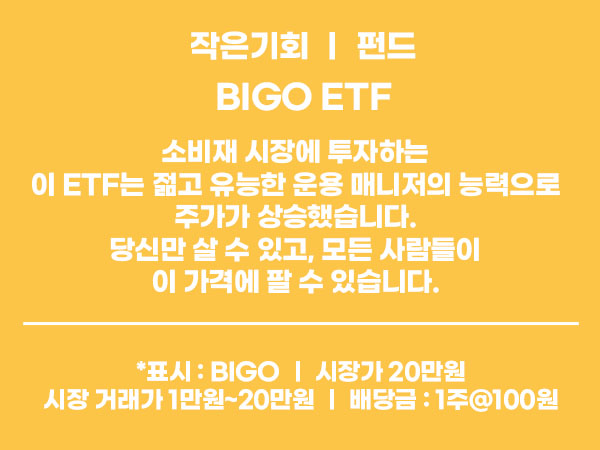 작은기회 ㅣ 펀드
BIGO ETF
소비재 시장에 투자하는
이 ETF는 젊고 유능한 운용 매니저의 능력으로
주가가 상승했습니다.
당신만 살 수 있고, 모든 사람들이
이 가격에 팔 수 있습니다.
*표시 : BIGO ㅣ 시장가 20만원
시장 거래가 1만원~20만원 ㅣ 배당금 : 1주@100원